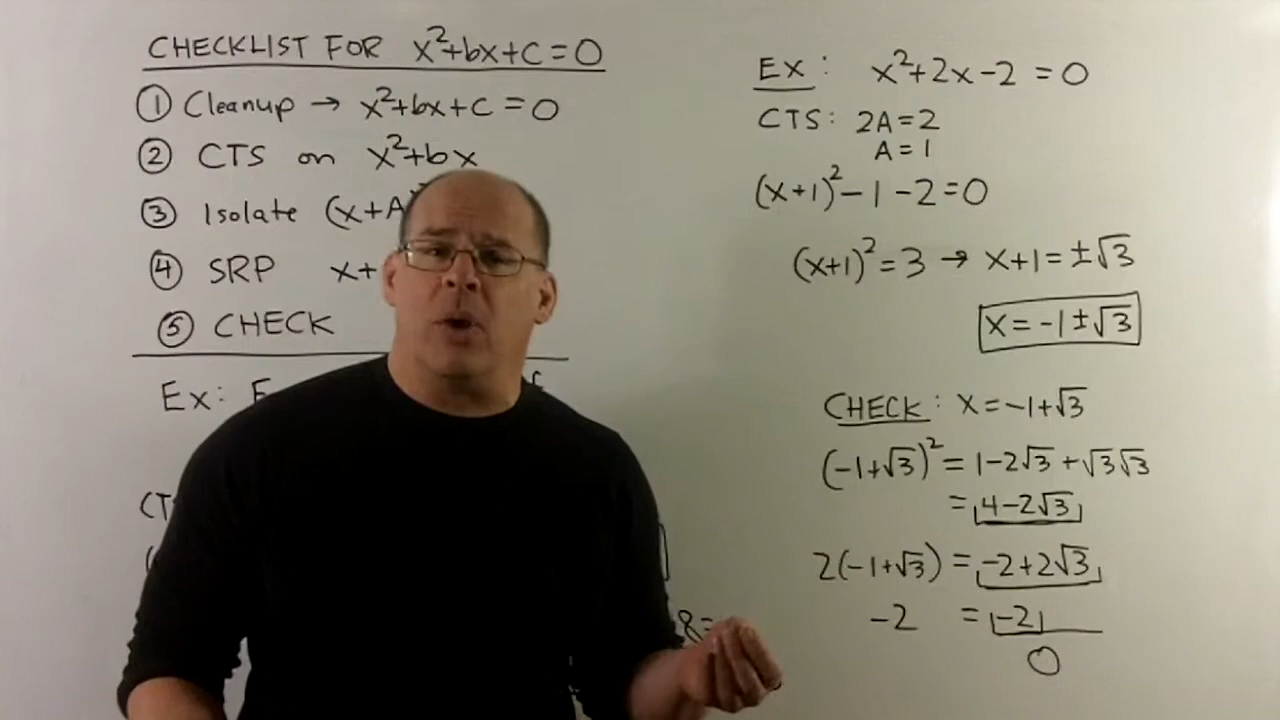 CHECKLIST FOR x²+bx+c=0
① Cleanup → x²+bx+c=0
② CTS on x²+bx
③ Isolate (x+A
④ SRP x+
⑤ CHECK
Ex:
Ex: x²+2x-2=0
CTS: 2A=2
A=1
(x+1)²-1-2=0
(x+1)²=3 → x+1=±√3
x=-1±√3
CHECK: x=-1+√3
(-1+√3)²=1-2√3+√3√3
=4-2√3
2(-1+√3)=-2+2√3
-2 =-2
0